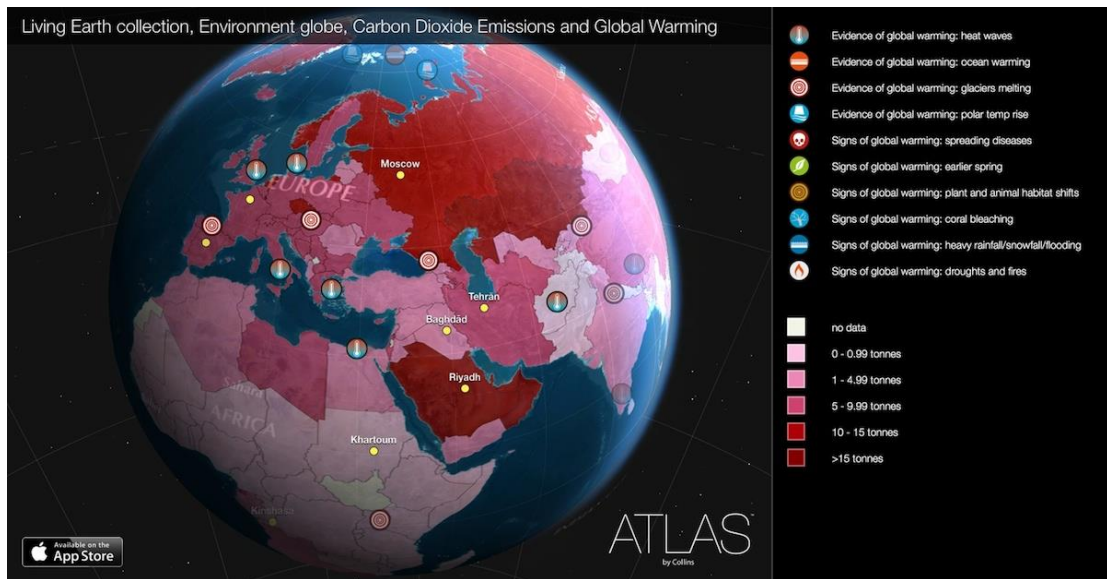 Living Earth collection, Environment globe, Carbon Dioxide Emissions and Global Warming
Evidence of global warming: heat waves
Evidence of global warming: ocean warming
Evidence of global warming: glaciers melting
Evidence of global warming: polar temp rise
Signs of global warming: spreading diseases
Signs of global warming: earlier spring
Signs of global warming: plant and animal habitat shifts
Signs of global warming: coral bleaching
Signs of global warming: heavy rainfall/snowfall/flooding
Signs of global warming: droughts and fires
no data
0 - 0.99 tonnes
1 - 4.99 tonnes
5 - 9.99 tonnes
10 - 15 tonnes
>15 tonnes
Moscow
EUROPE
Tehrān
Baghdād
Riyadh
Sahara
AFRICA
Khartoum
Kinshasa
Available on the
App Store
ATLAS™
by Collins